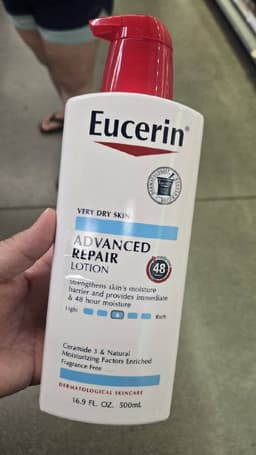 Eucerin
VERY DRY SKIN
ADVANCED
REPAIR
LOTION
48
Strengthens skin's moisture
barrier and provides immediate
& 48 hour moisture
Light Rich
Ceramide 3 & Natural
Moisturizing Factors Enriched
Fragrance Free
DERMATOLOGICAL SKINCARE
16.9 FL. OZ. 500mL